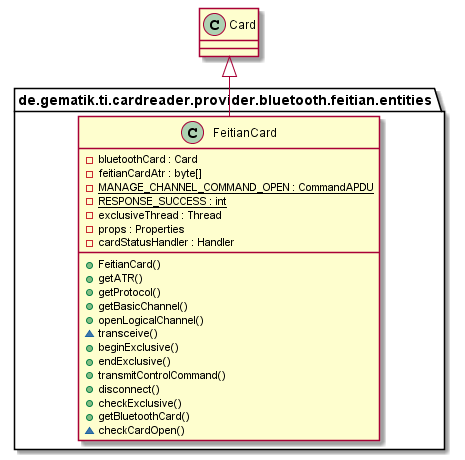 C Card
de.gematik.ti.cardreader.provider.bluetooth.feitian.entities
C FeitianCard
bluetoothCard : Card
feitianCardAtr : byte[]
MANAGE_CHANNEL_COMMAND_OPEN : CommandAPDU
RESPONSE_SUCCESS : int
exclusiveThread : Thread
props : Properties
cardStatusHandler : Handler
FeitianCard()
getATR()
getProtocol()
getBasicChannel()
openLogicalChannel()
transceive()
beginExclusive()
endExclusive()
transmitControlCommand()
disconnect()
checkExclusive()
getBluetoothCard()
checkCardOpen()